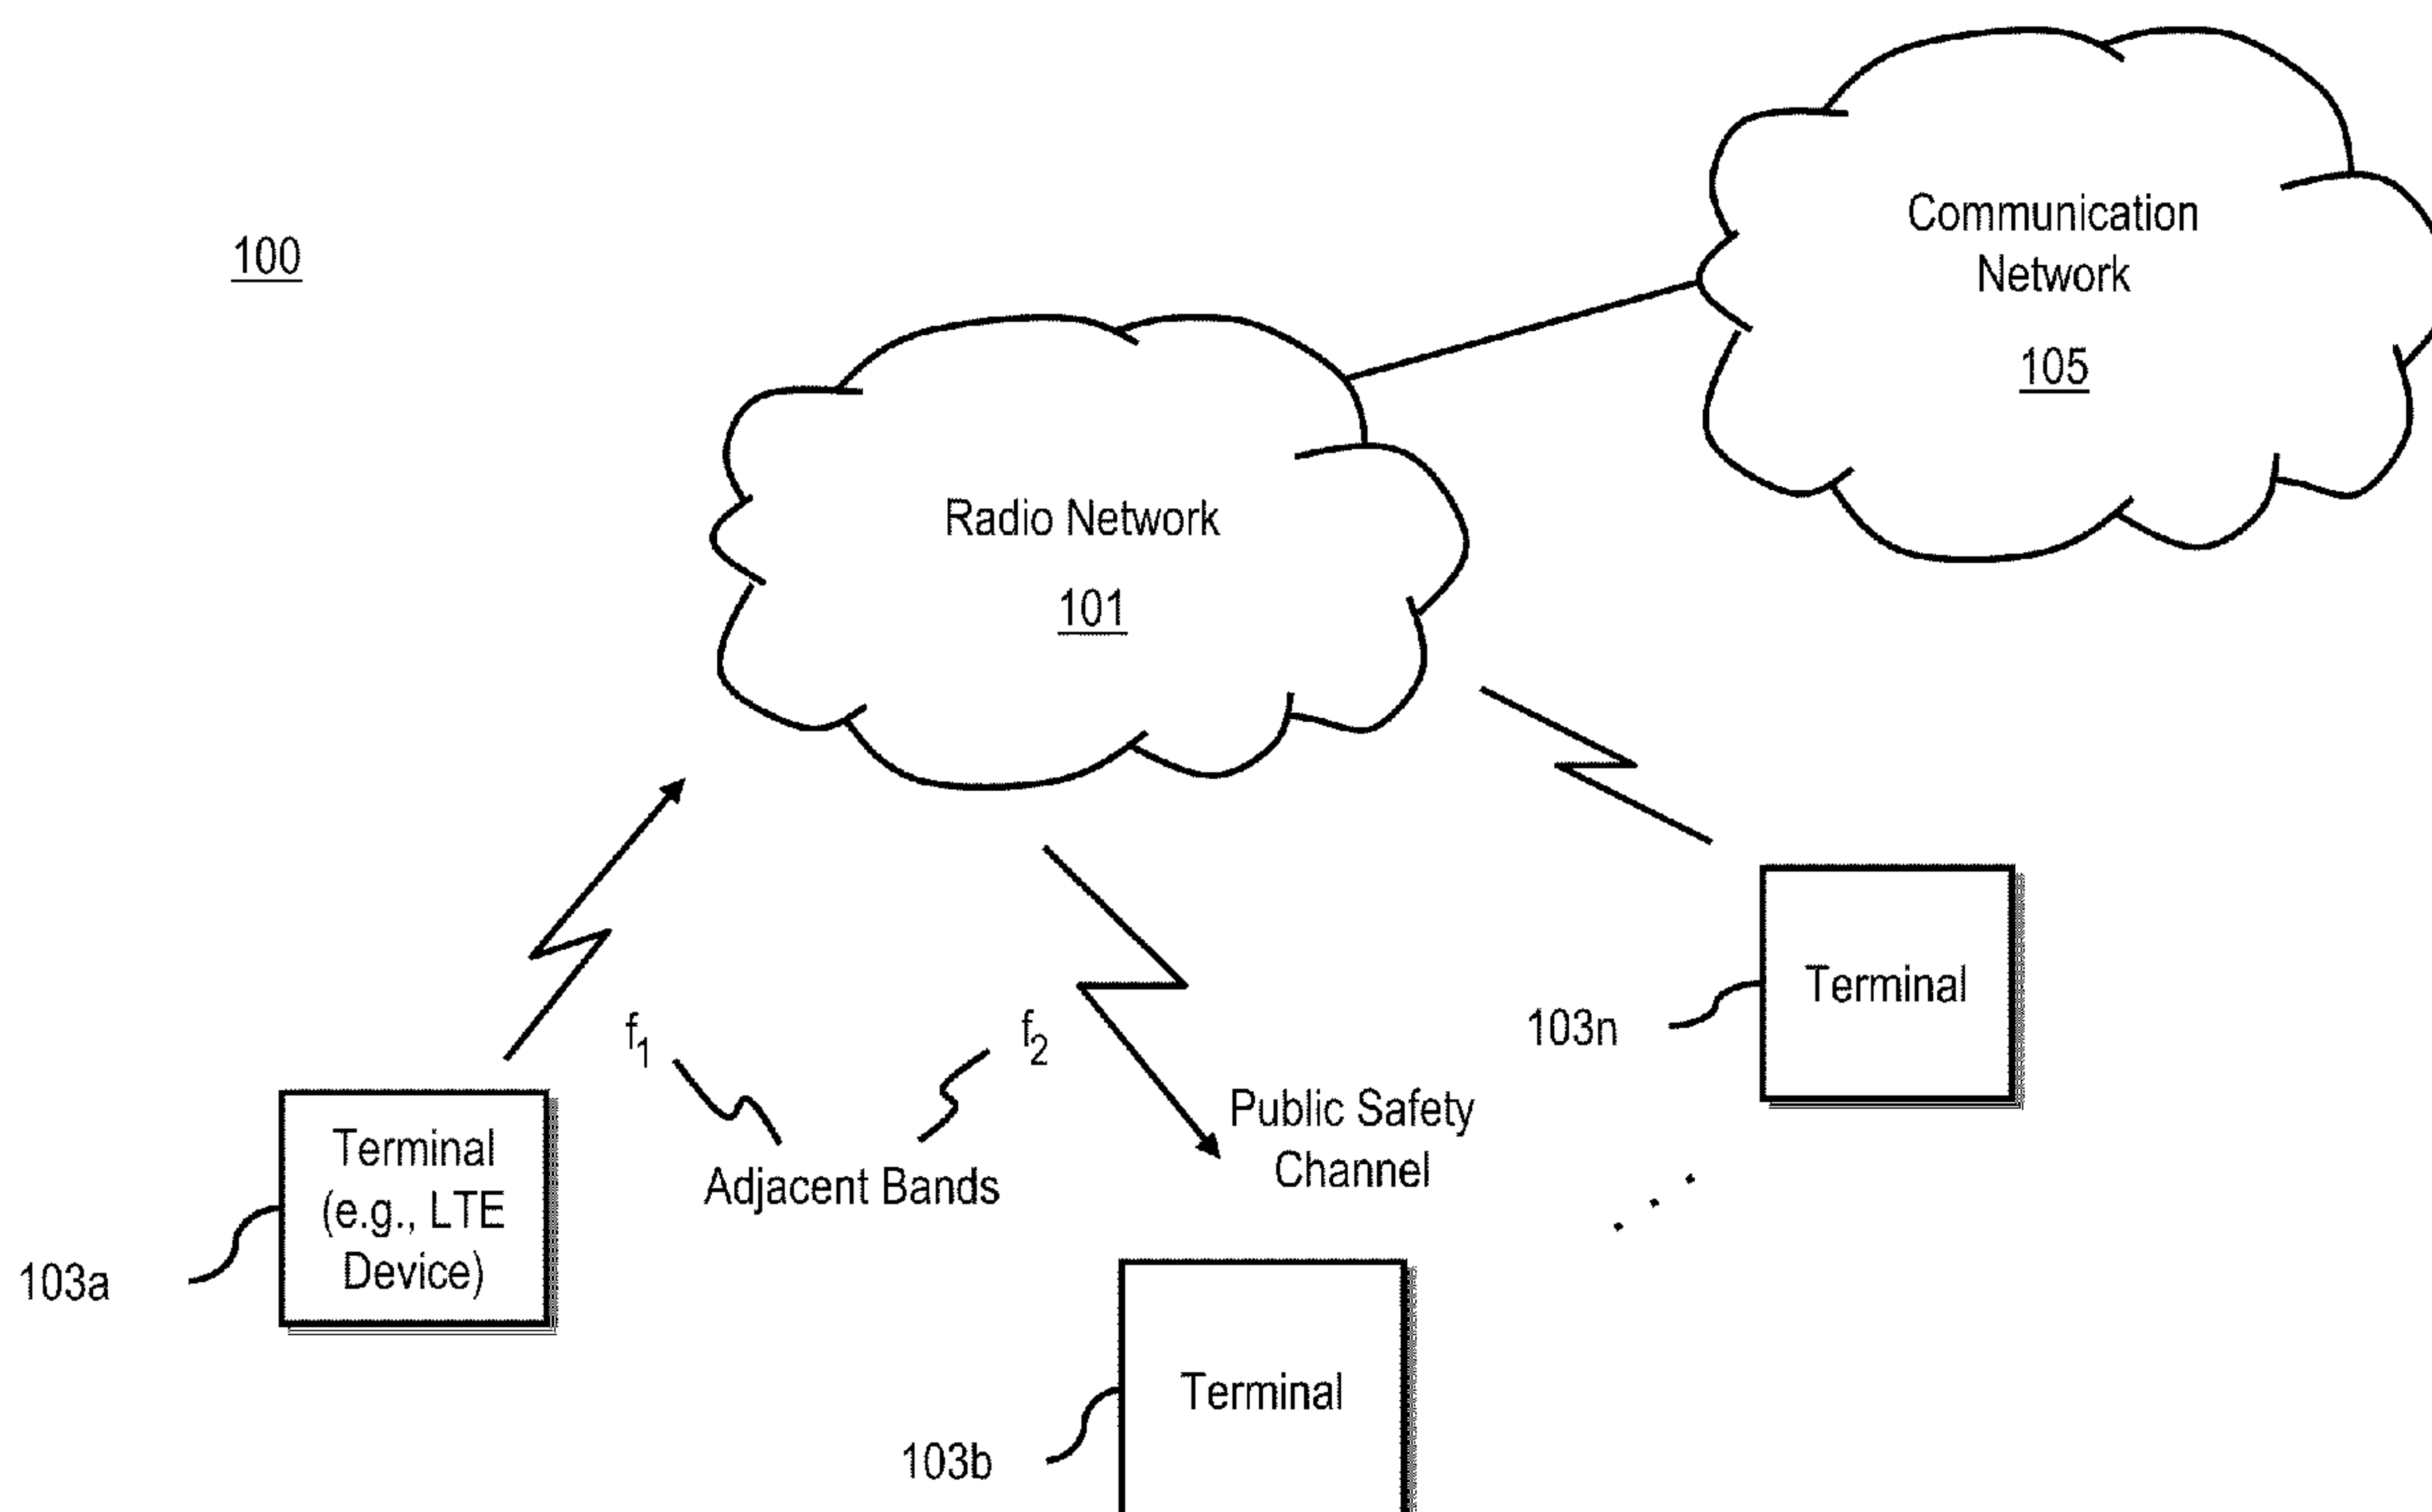 100
Communication
Network
105
Radio Network
101
f1
f2
Adjacent Bands
Public Safety
Channel
Terminal
103n
Terminal
(e.g., LTE
Device)
103a
Terminal
103b